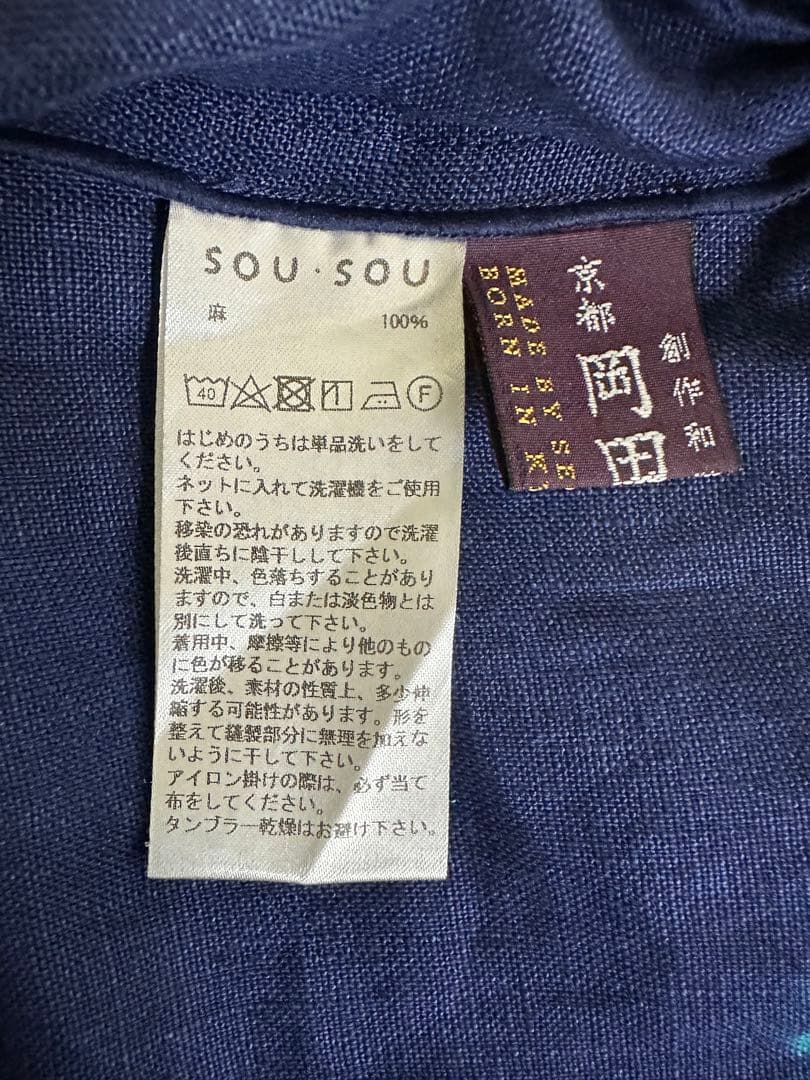 SOU・SOU
麻 100%
40 F
はじめのうちは単品洗いをして
ください。
ネットに入れて洗濯機をご使用
下さい。
移染の恐れがありますので洗濯
後直ちに陰干しして下さい。
洗濯中、色落ちすることがあり
ますので、白または淡色物とは
別にして洗って下さい。
着用中、摩擦等により他のもの
に色が移ることがあります。
洗濯後、素材の性質上、多少伸
縮する可能性があります。形を
整えて縫製部分に無理を加えな
いように干して下さい。
アイロン掛けの際は、必ず当て
布をしてください。
タンブラー乾燥はお避け下さい。
創作和
京都 岡田
MADE BY
BORN IN